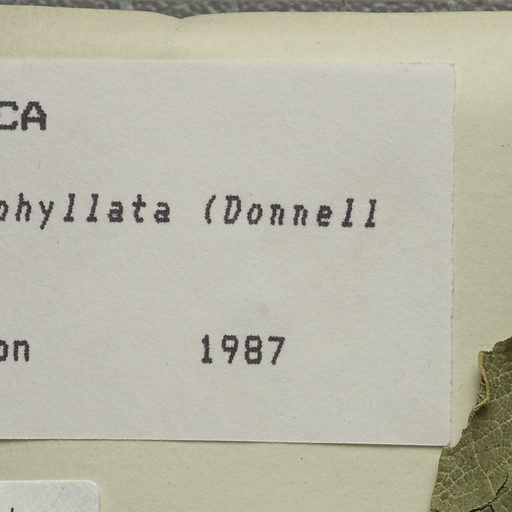 CA
phyllata (Donnell
on 1987